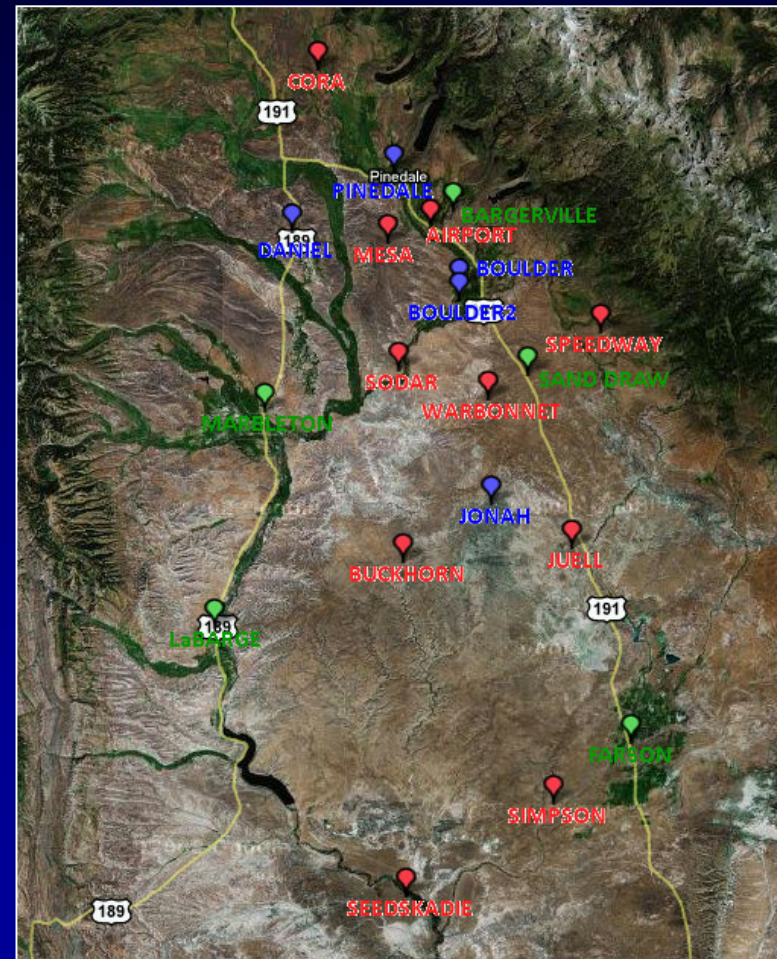 CORA
191
Pinedale
PINEDALE
BARGERVILLE
AIRPORT
189
DANIEL
MESA
BOULDER
BOULDER2
SPEEDWAY
SODAR
SAND DRAW
WARBONNET
MARBLETON
JONAH
JUELL
BUCKHORN
191
189
LaBARGE
FARSON
SIMPSON
SEEDSKADIE
189